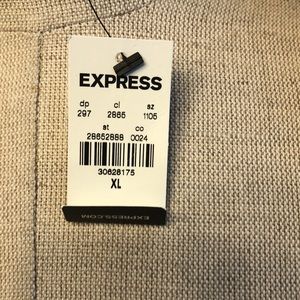 EXPRESS
dp cl sz
297 2865 1105
st co
28652888 0024
30628175
XL
EXPRESS.COM